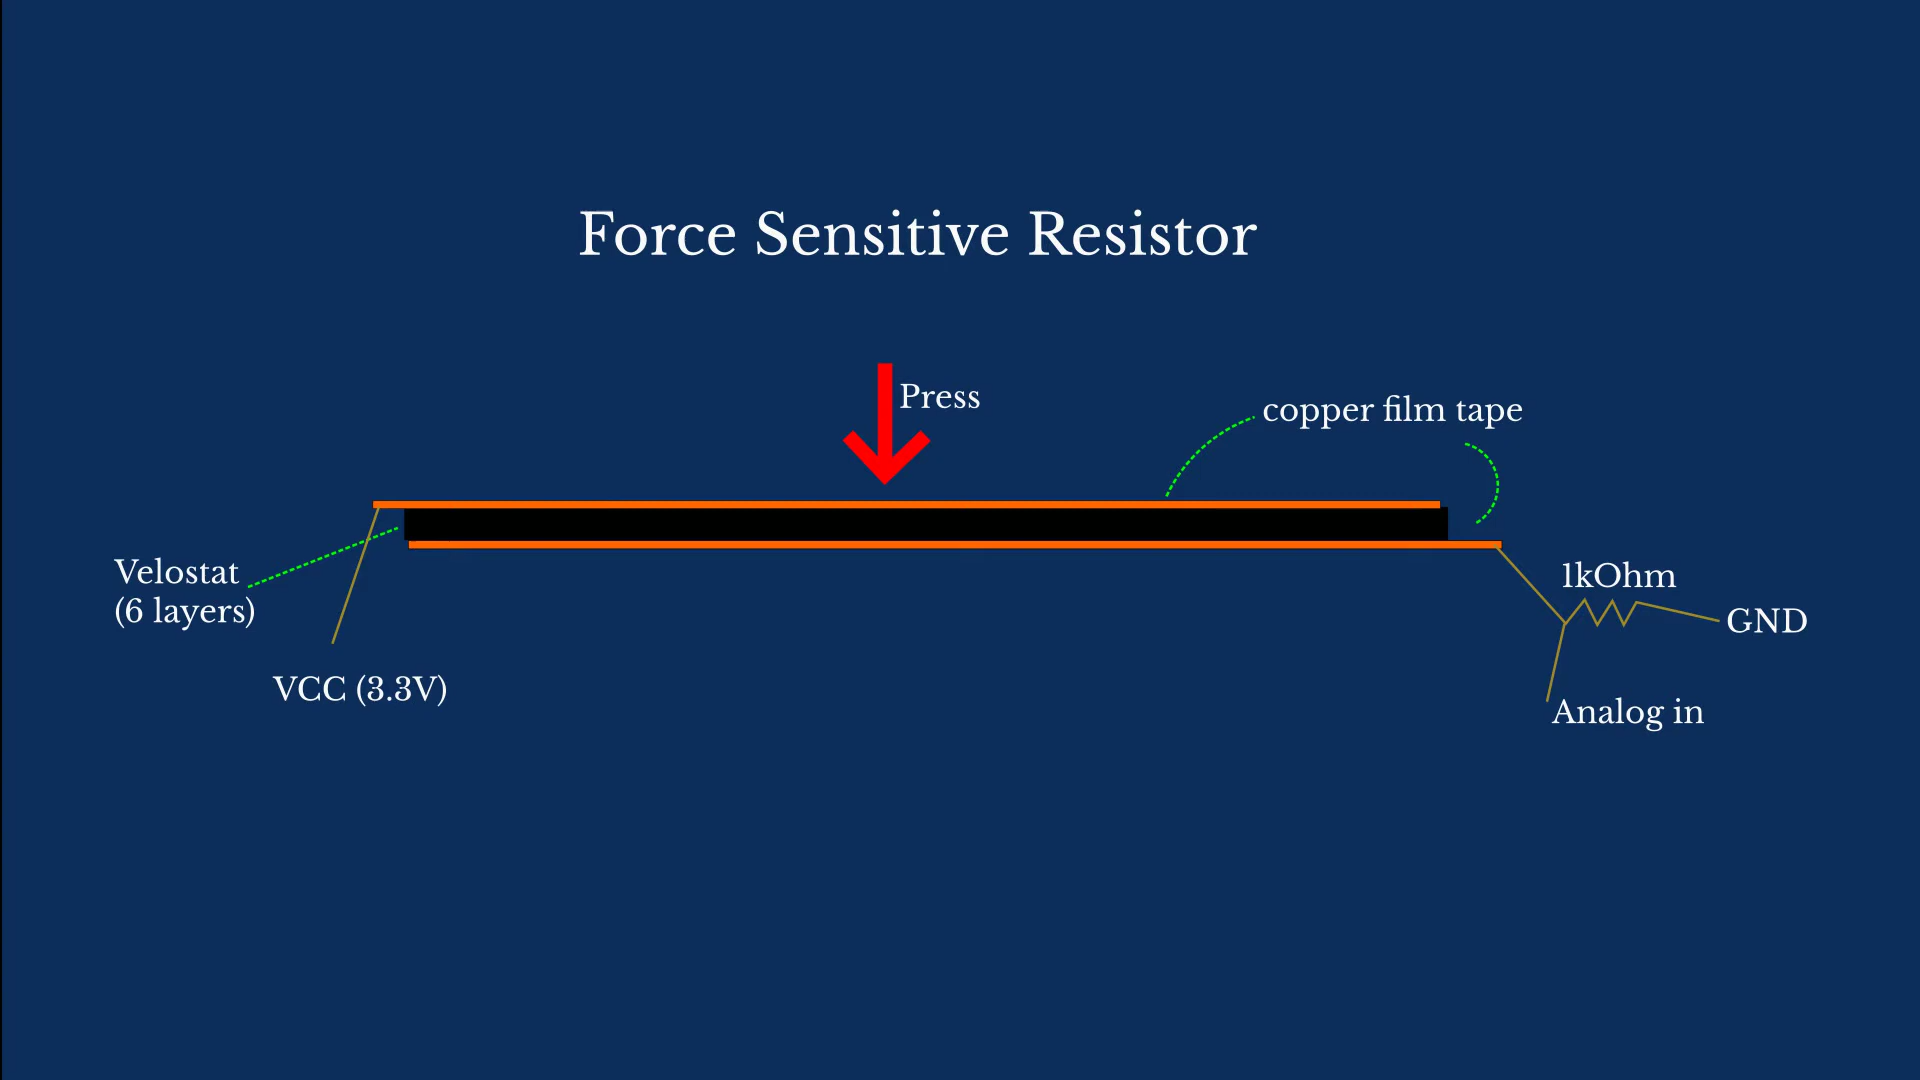 Force Sensitive Resistor
Press
copper film tape
Velostat
(6 layers)
1kOhm
GND
VCC (3.3V)
Analog in